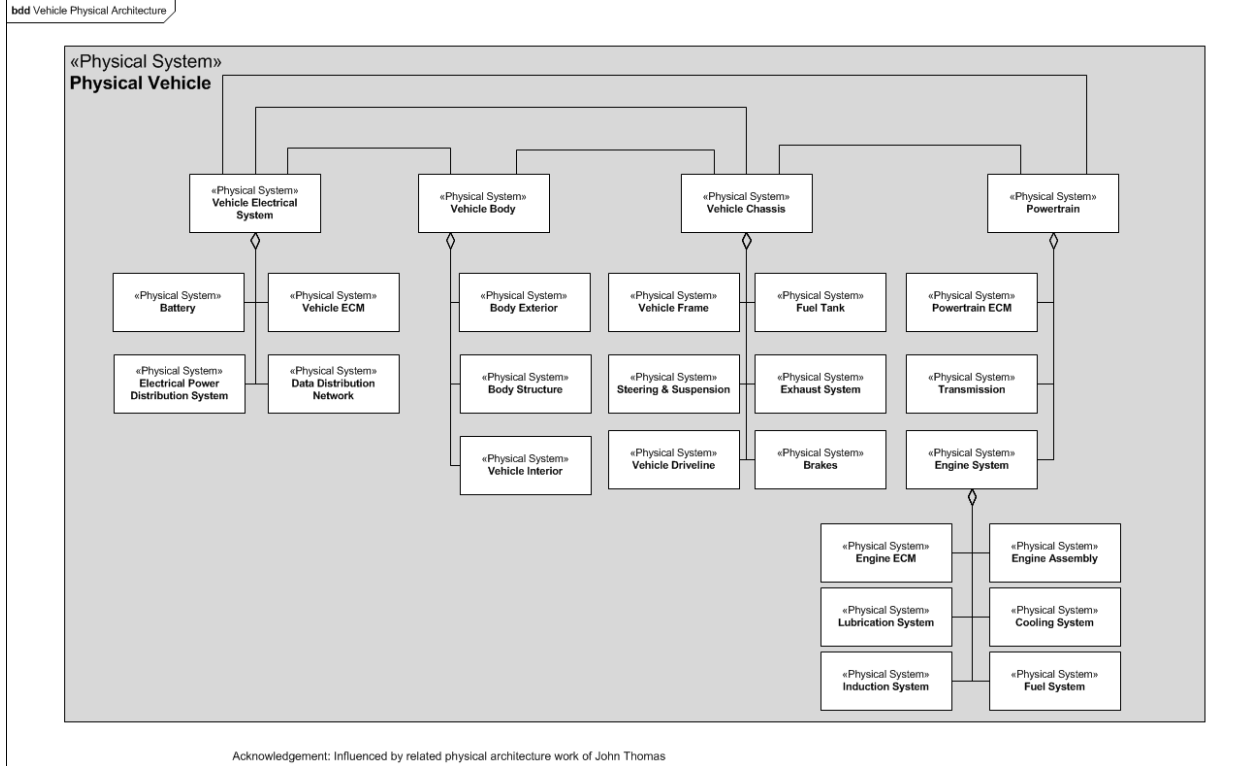 bdd Vehicle Physical Architecture
«Physical System»
Physical Vehicle
«Physical System»
Vehicle Electrical
System
«Physical System»
Vehicle Body
«Physical System»
Vehicle Chassis
«Physical System»
Powertrain
«Physical System»
Battery
«Physical System»
Vehicle ECM
«Physical System»
Body Exterior
«Physical System»
Vehicle Frame
«Physical System»
Fuel Tank
«Physical System»
Powertrain ECM
«Physical System»
Electrical Power
Distribution System
«Physical System»
Data Distribution
Network
«Physical System»
Body Structure
«Physical System»
Steering & Suspension
«Physical System»
Exhaust System
«Physical System»
Transmission
«Physical System»
Vehicle Interior
«Physical System»
Vehicle Driveline
«Physical System»
Brakes
«Physical System»
Engine System
«Physical System»
Engine ECM
«Physical System»
Engine Assembly
«Physical System»
Lubrication System
«Physical System»
Cooling System
«Physical System»
Induction System
«Physical System»
Fuel System
Acknowledgement: Influenced by related physical architecture work of John Thomas